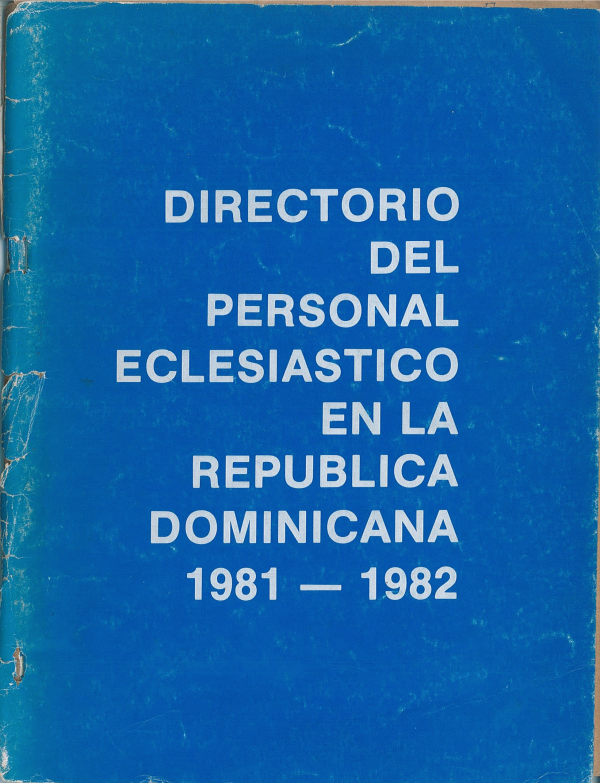 DIRECTORIO
DEL
PERSONAL
ECLESIASTICO
EN LA
REPUBLICA
DOMINICANA
1981 — 1982